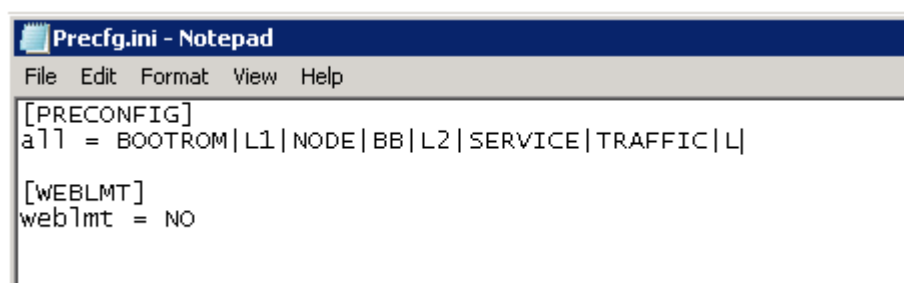 Precfg.ini - Notepad
File Edit Format View Help
[PRECONFIG]
all = BOOTROM|L1|NODE|BB|L2|SERVICE|TRAFFIC|L
[WEBLMT]
weblmt = NO